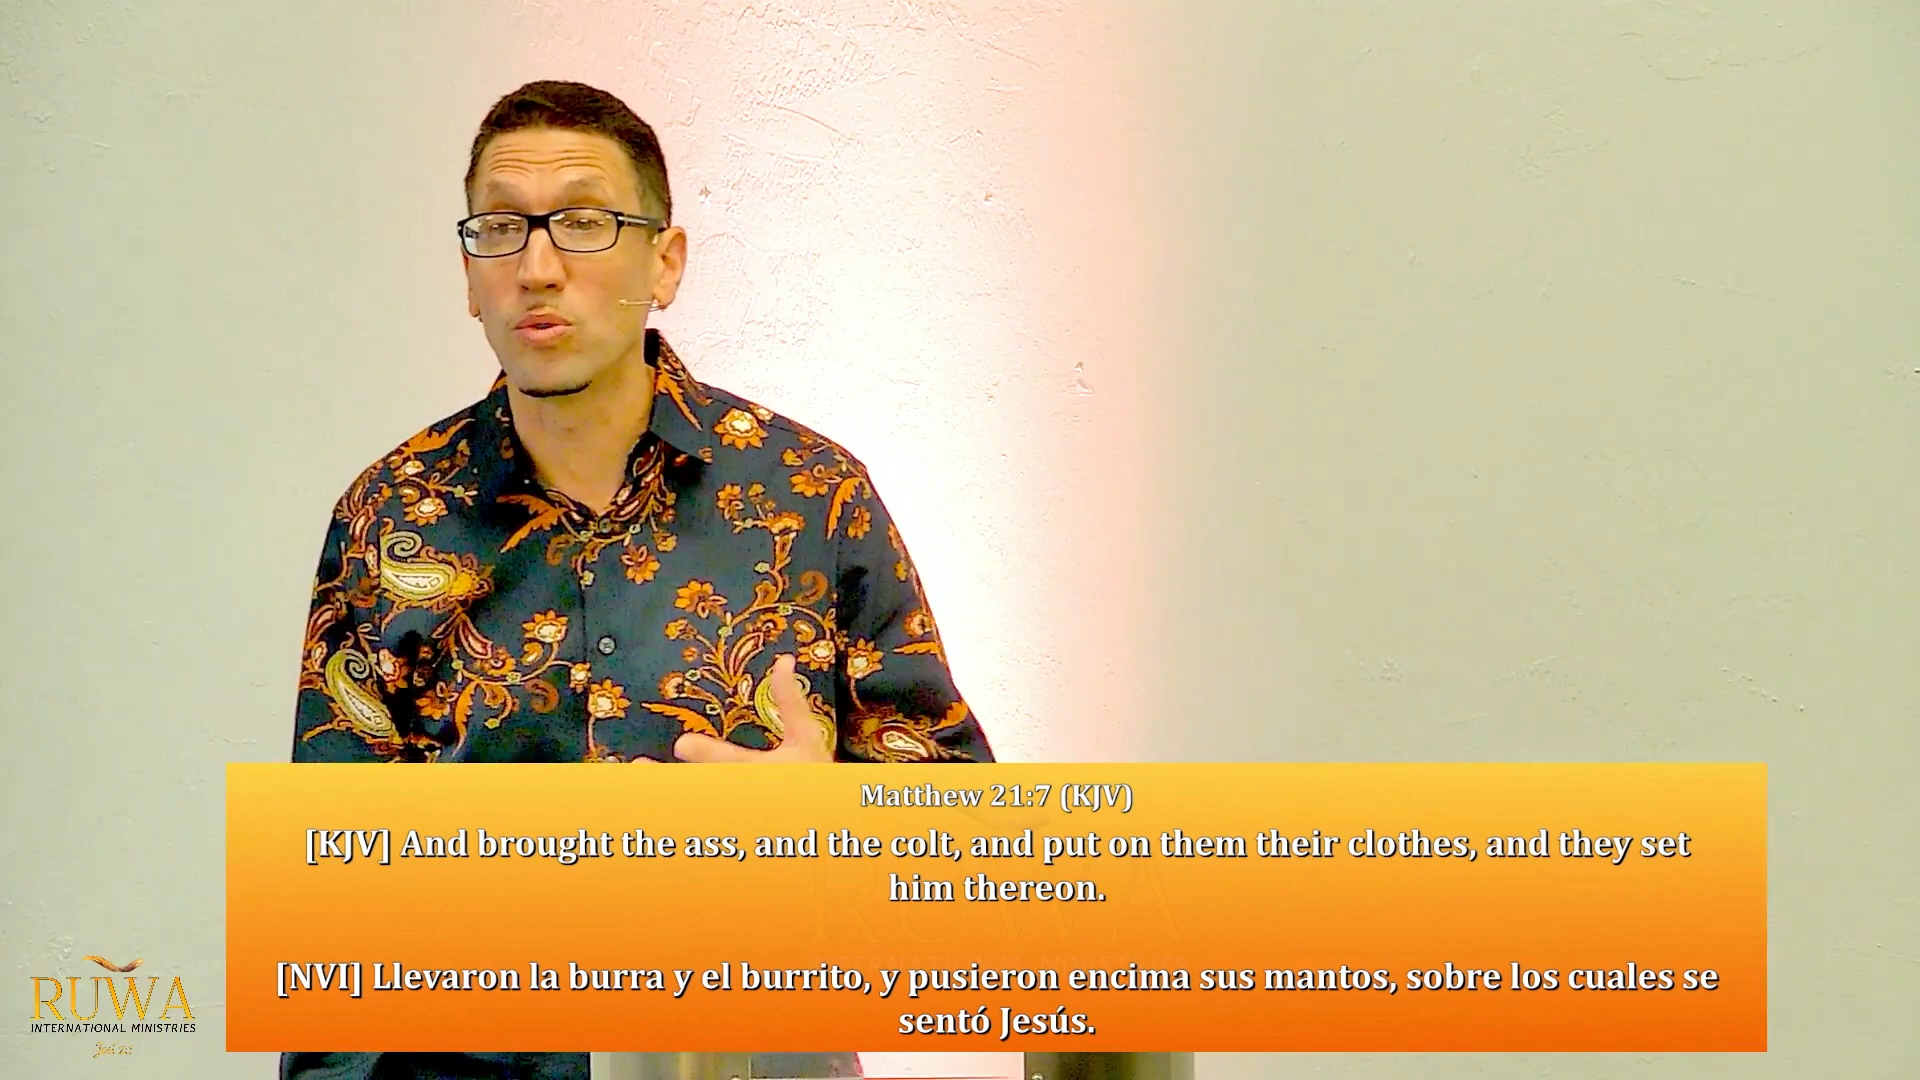 Matthew 21:7 (KJV)
[KJV] And brought the ass, and the colt, and put on them their clothes, and they set
him thereon.
[NVI] Llevaron la burra y el burrito, y pusieron encima sus mantos, sobre los cuales se
sentó Jesús.
RUWA
INTERNATIONAL MINISTRIES